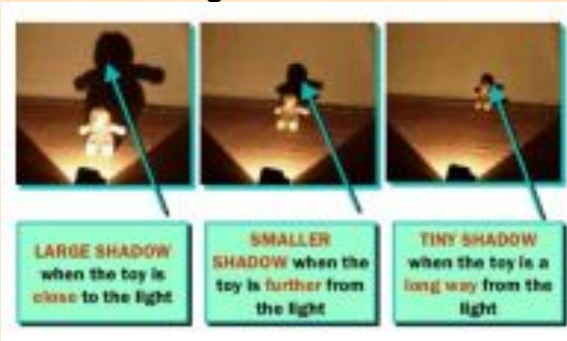 LARGE SHADOW
when the toy is
close to the light
SMALLER
SHADOW when the
toy is further from
the light
TINY SHADOW
when the toy is a
long way from the
light